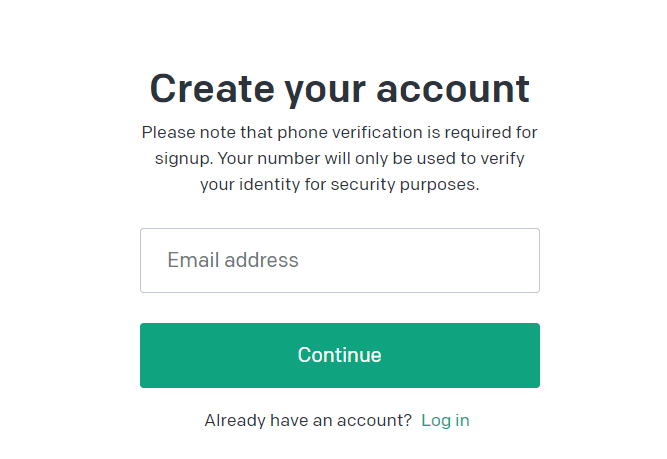 Create your account
Please note that phone verification is required for
signup. Your number will only be used to verify
your identity for security purposes.
Email address
Continue
Already have an account? Log in